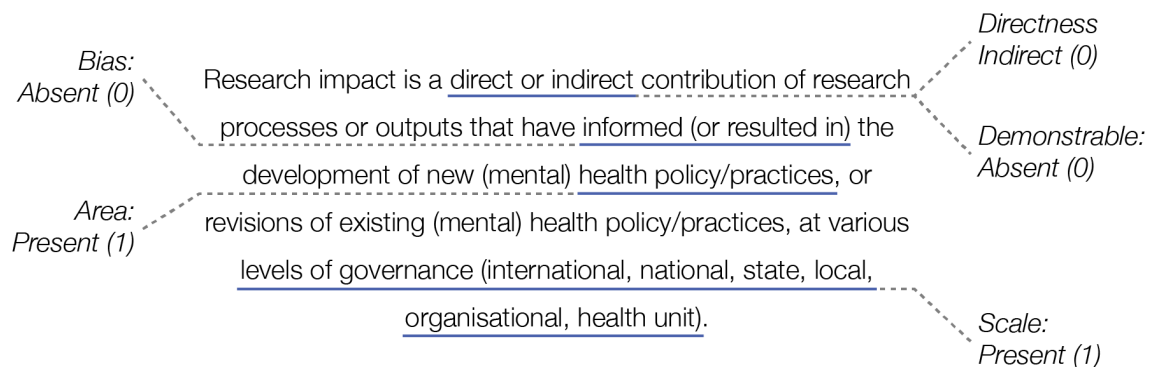 Directness
Indirect (0)
Bias:
Absent (0)
Research impact is a direct or indirect contribution of research
processes or outputs that have informed (or resulted in) the
Demonstrable:
Absent (0)
development of new (mental) health policy/practices, or
Area:
Present (1)
revisions of existing (mental) health policy/practices, at various
levels of governance (international, national, state, local,
organisational, health unit).
Scale:
Present (1)